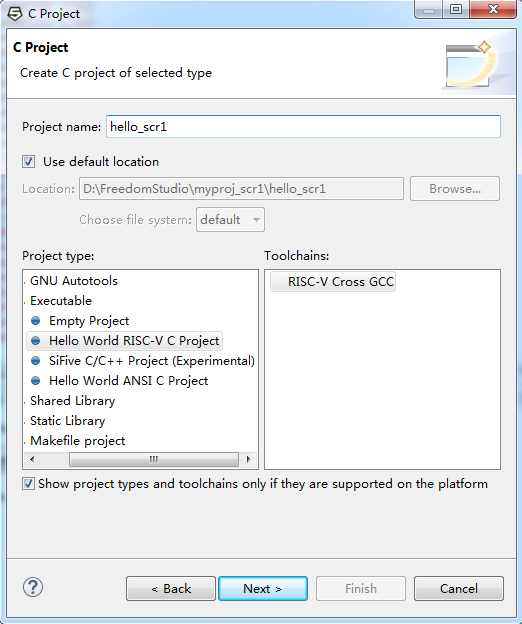 C Project
C Project
Create C project of selected type
Project name: hello_scr1
Use default location
Location: D:\FreedomStudio\myproj_scr1\hello_scr1 Browse...
Choose file system: default
Project type: Toolchains:
GNU Autotools RISC-V Cross GCC
Executable
Empty Project
Hello World RISC-V C Project
SiFive C/C++ Project (Experimental)
Hello World ANSI C Project
Shared Library
Static Library
Makefile project
Show project types and toolchains only if they are supported on the platform
? < Back Next > Finish Cancel